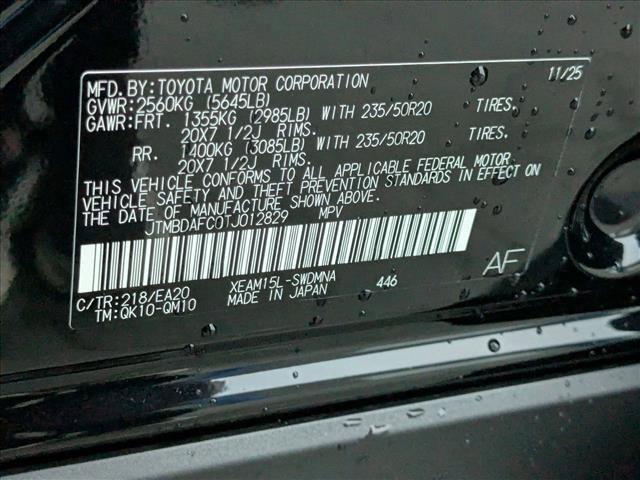 MFD. BY: TOYOTA MOTOR CORPORATION 11/25
GVWR: 2560KG (5645LB)
GAWR: FRT. 1355KG (2985LB) WITH 235/50R20 TIRES.
20X7 1/2J RIMS.
RR. 1400KG (3085LB) WITH 235/50R20 TIRES.
20X7 1/2J RIMS.
THIS VEHICLE CONFORMS TO ALL APPLICABLE FEDERAL MOTOR
VEHICLE SAFETY AND THEFT PREVENTION STANDARDS IN EFFECT ON
THE DATE OF MANUFACTURE SHOWN ABOVE.
JTMBDAFC0TJ012829 MPV
AF
C/TR: 218/EA20 XEAM15L-SWDMNA 446
TM: QK10-QM10 MADE IN JAPAN